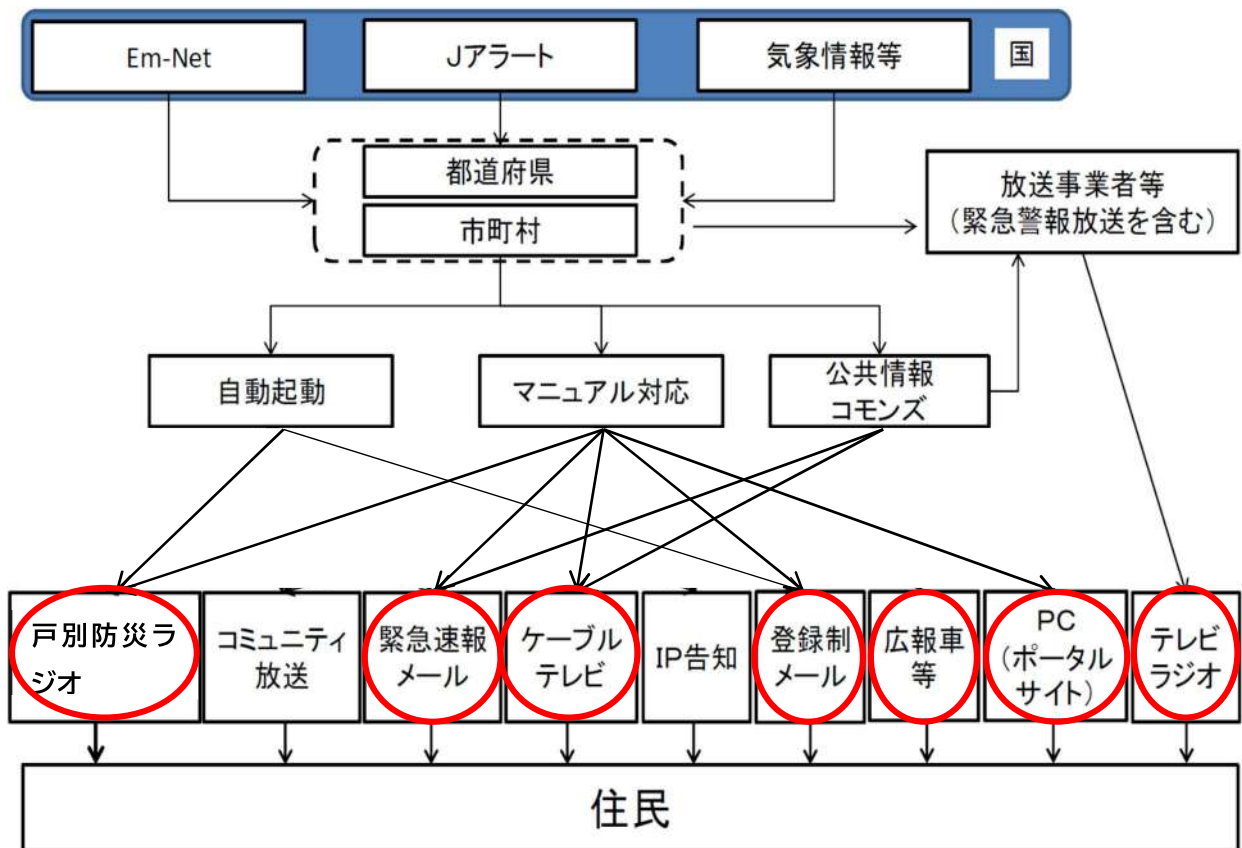 Em-Net
Jアラート
気象情報等
国
都道府県
市町村
放送事業者等
（緊急警報放送を含む）
自動起動
マニュアル対応
公共情報
コモンズ
戸別防災ラ
ジオ
コミュニティ
放送
緊急速報
メール
ケーブル
テレビ
IP告知
登録制
メール
広報車
等
PC
（ポータル
サイト）
テレビ
ラジオ
住民